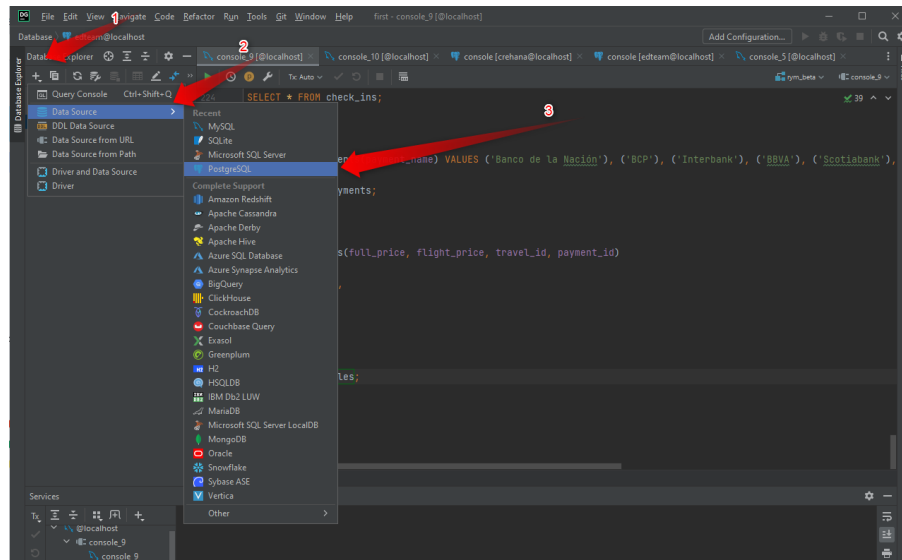 DG File Edit View Navigate Code Refactor Run Tools Git Window Help first - console_9 [@localhost]
1
Database edteam@localhost Add Configuration...
2
Database Explorer console_9 [@localhost] console_10 [@localhost] console [crehana@localhost] console [edteam@localhost] console_5 [@localhost]
Tx: Auto rym_beta console_9
Database Explorer
QL Query Console Ctrl+Shift+Q
224 SELECT * FROM check_ins;
39
Data Source
Recent
3
DDL Data Source
MySQL
Data Source from URL
SQLite
Data Source from Path
Microsoft SQL Server
_name) VALUES ('Banco de la Nación'), ('BCP'), ('Interbank'), ('BBVA'), ('Scotiabank'),
Driver and Data Source
PostgreSQL
Driver
Complete Support
yments;
Amazon Redshift
Apache Cassandra
Apache Derby
Apache Hive
Azure SQL Database
s(full_price, flight_price, travel_id, payment_id)
Azure Synapse Analytics
BigQuery
,
ClickHouse
CockroachDB
Couchbase Query
Exasol
Greenplum
H2
les;
HSQLDB
IBM Db2 LUW
MariaDB
Microsoft SQL Server LocalDB
MongoDB
Oracle
Snowflake
Sybase ASE
Vertica
Other
Services
Tx
@localhost
console_9
console_9